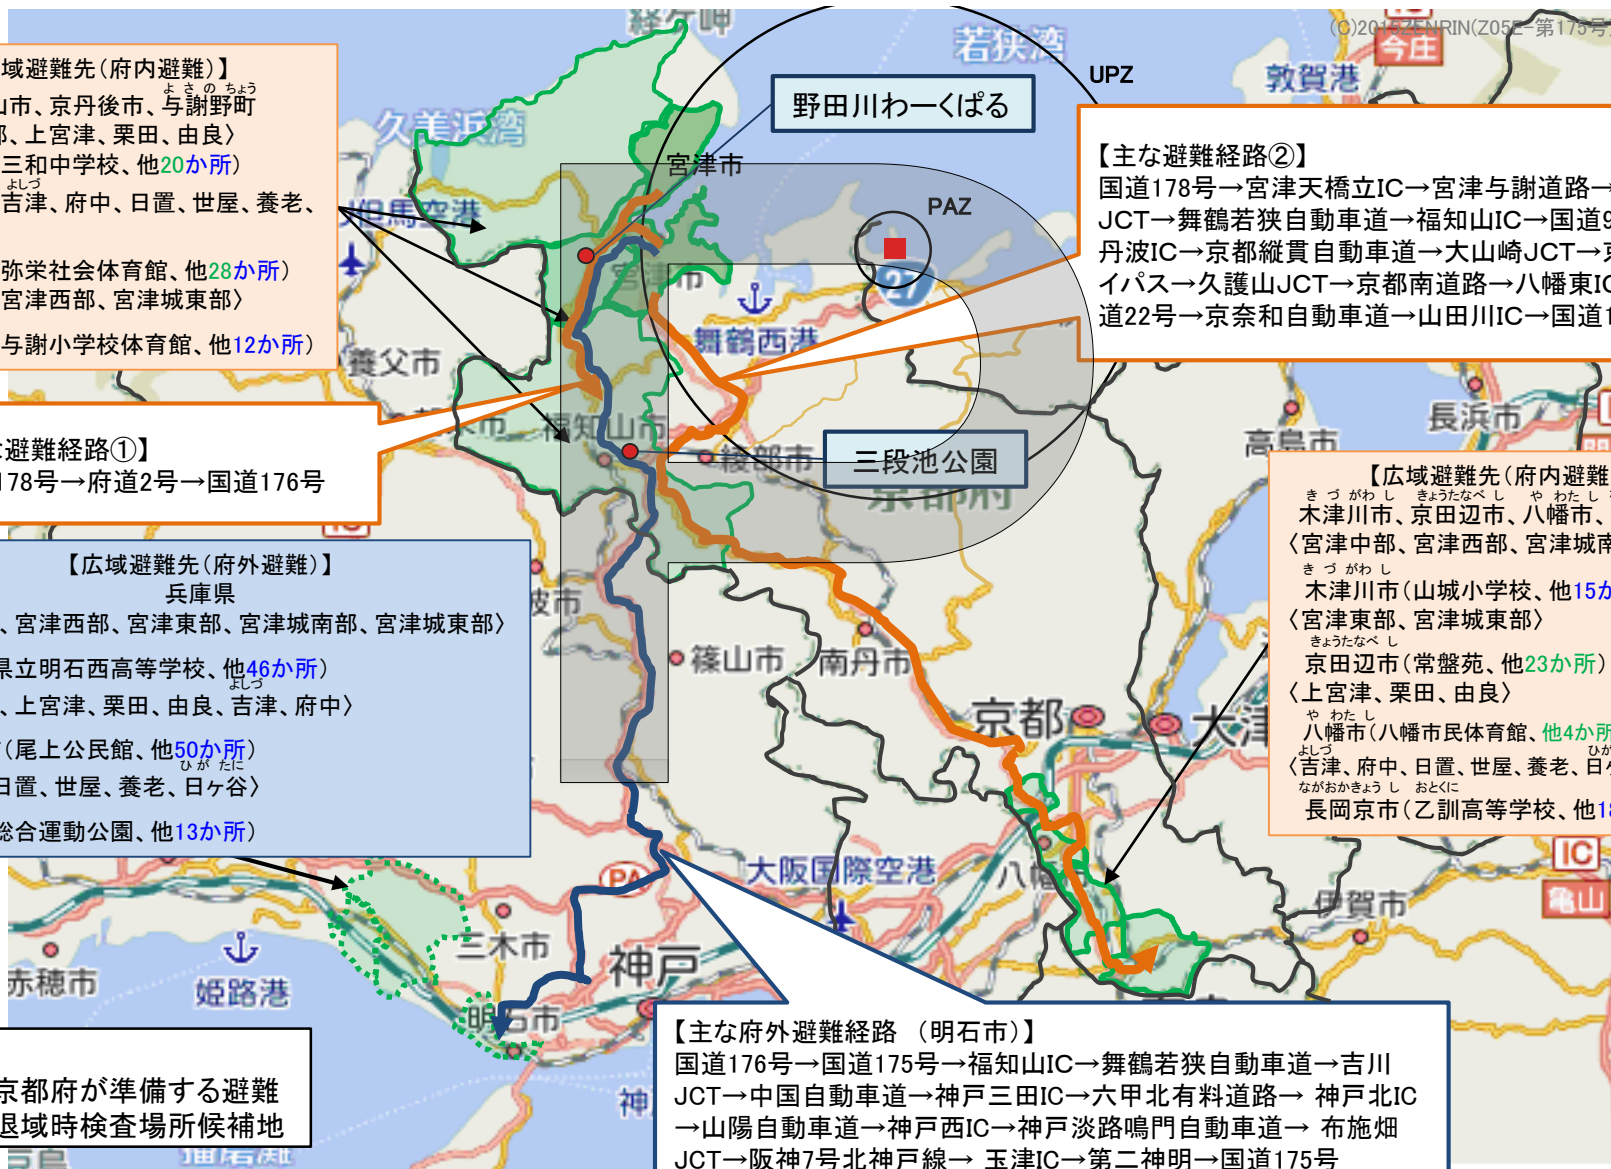 (C)2015ZENRIN(Z05E-第175号)
経ヶ岬
若狭湾
UPZ
敦賀港
今庄
域避難先(府内避難)】
よさのちょう
山市、京丹後市、与謝野町
部、上宮津、栗田、由良〉
三和中学校、他20か所)
よしづ
吉津、府中、日置、世屋、養老、
弥栄社会体育館、他28か所)
宮津西部、宮津城東部〉
与謝小学校体育館、他12か所)
久美浜湾
但馬空港
野田川わーくぱる
宮津市
宮津市
PAZ
27
舞鶴西港
【主な避難経路②】
国道178号→宮津天橋立IC→宮津与謝道路→
JCT→舞鶴若狭自動車道→福知山IC→国道9
丹波IC→京都縦貫自動車道→大山崎JCT→京
イパス→久護山JCT→京都南道路→八幡東IC
道22号→京奈和自動車道→山田川IC→国道1
養父市
避難経路①】
178号→府道2号→国道176号
IC
福知山市
綾部市
三段池公園
京都府
高島市
長浜市
【広域避難先(府外避難)】
兵庫県
、宮津西部、宮津東部、宮津城南部、宮津城東部〉
県立明石西高等学校、他46か所)
よしづ
、上宮津、栗田、由良、吉津、府中〉
(尾上公民館、他50か所)
ひがたに
日置、世屋、養老、日ヶ谷〉
総合運動公園、他13か所)
波市
篠山市
南丹市
京都
大津
【広域避難先(府内避難
きづがわし きょうたなべし やわたし
木津川市、京田辺市、八幡市、
〈宮津中部、宮津西部、宮津城南
きづがわし
木津川市(山城小学校、他15か
〈宮津東部、宮津城東部〉
きょうたなべし
京田辺市(常盤苑、他23か所)
〈上宮津、栗田、由良〉
やわたし
八幡市(八幡市民体育館、他4か所
よしづ ひが
〈吉津、府中、日置、世屋、養老、日ヶ
ながおかきょうし おとくに
長岡京市(乙訓高等学校、他18
PA
大阪国際空港
八幡
IC
亀山
伊賀市
三木市
神戸
赤穂市
姫路港
明石市
京都府が準備する避難
退域時検査場所候補地
播磨灘
【主な府外避難経路 (明石市)】
国道176号→国道175号→福知山IC→舞鶴若狭自動車道→吉川
JCT→中国自動車道→神戸三田IC→六甲北有料道路→ 神戸北IC
→山陽自動車道→神戸西IC→神戸淡路鳴門自動車道→ 布施畑
JCT→阪神7号北神戸線→ 玉津IC→第二神明→国道175号